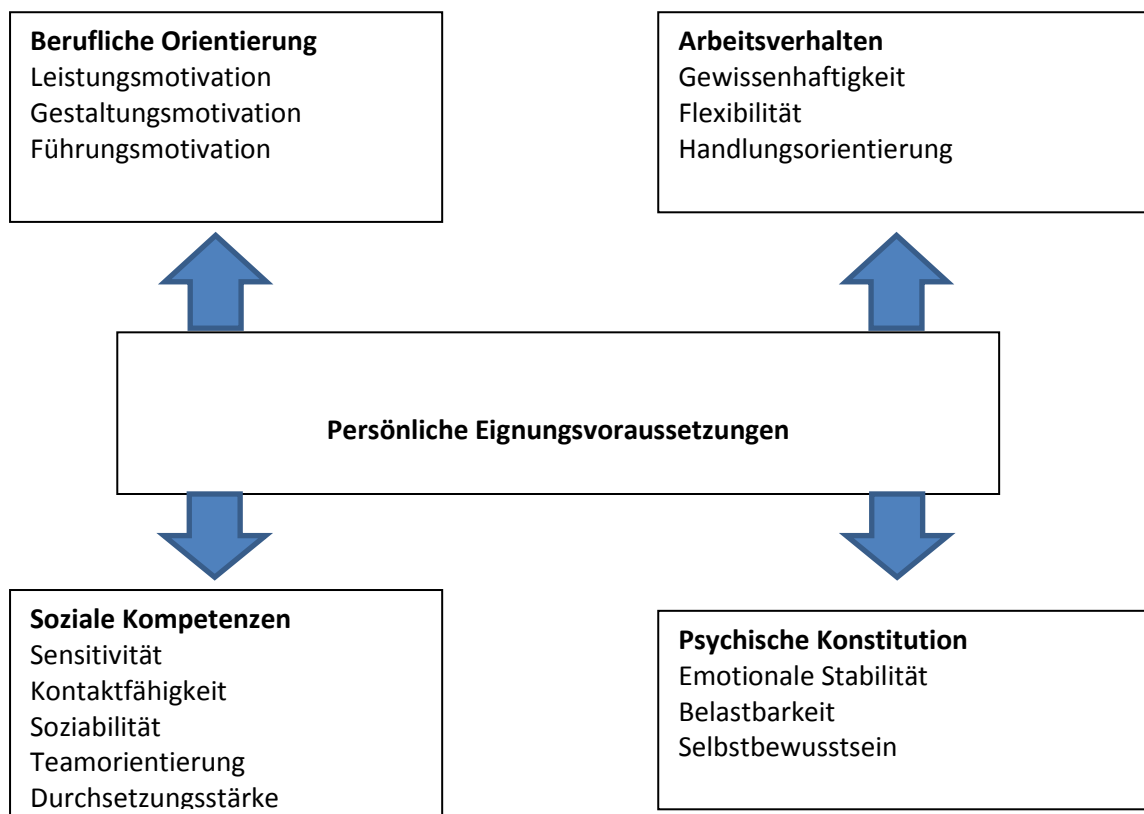 Berufliche Orientierung
Leistungsmotivation
Gestaltungsmotivation
Führungsmotivation
Arbeitsverhalten
Gewissenhaftigkeit
Flexibilität
Handlungsorientierung
Persönliche Eignungsvoraussetzungen
Soziale Kompetenzen
Sensitivität
Kontaktfähigkeit
Soziabilität
Teamorientierung
Durchsetzungsstärke
Psychische Konstitution
Emotionale Stabilität
Belastbarkeit
Selbstbewusstsein